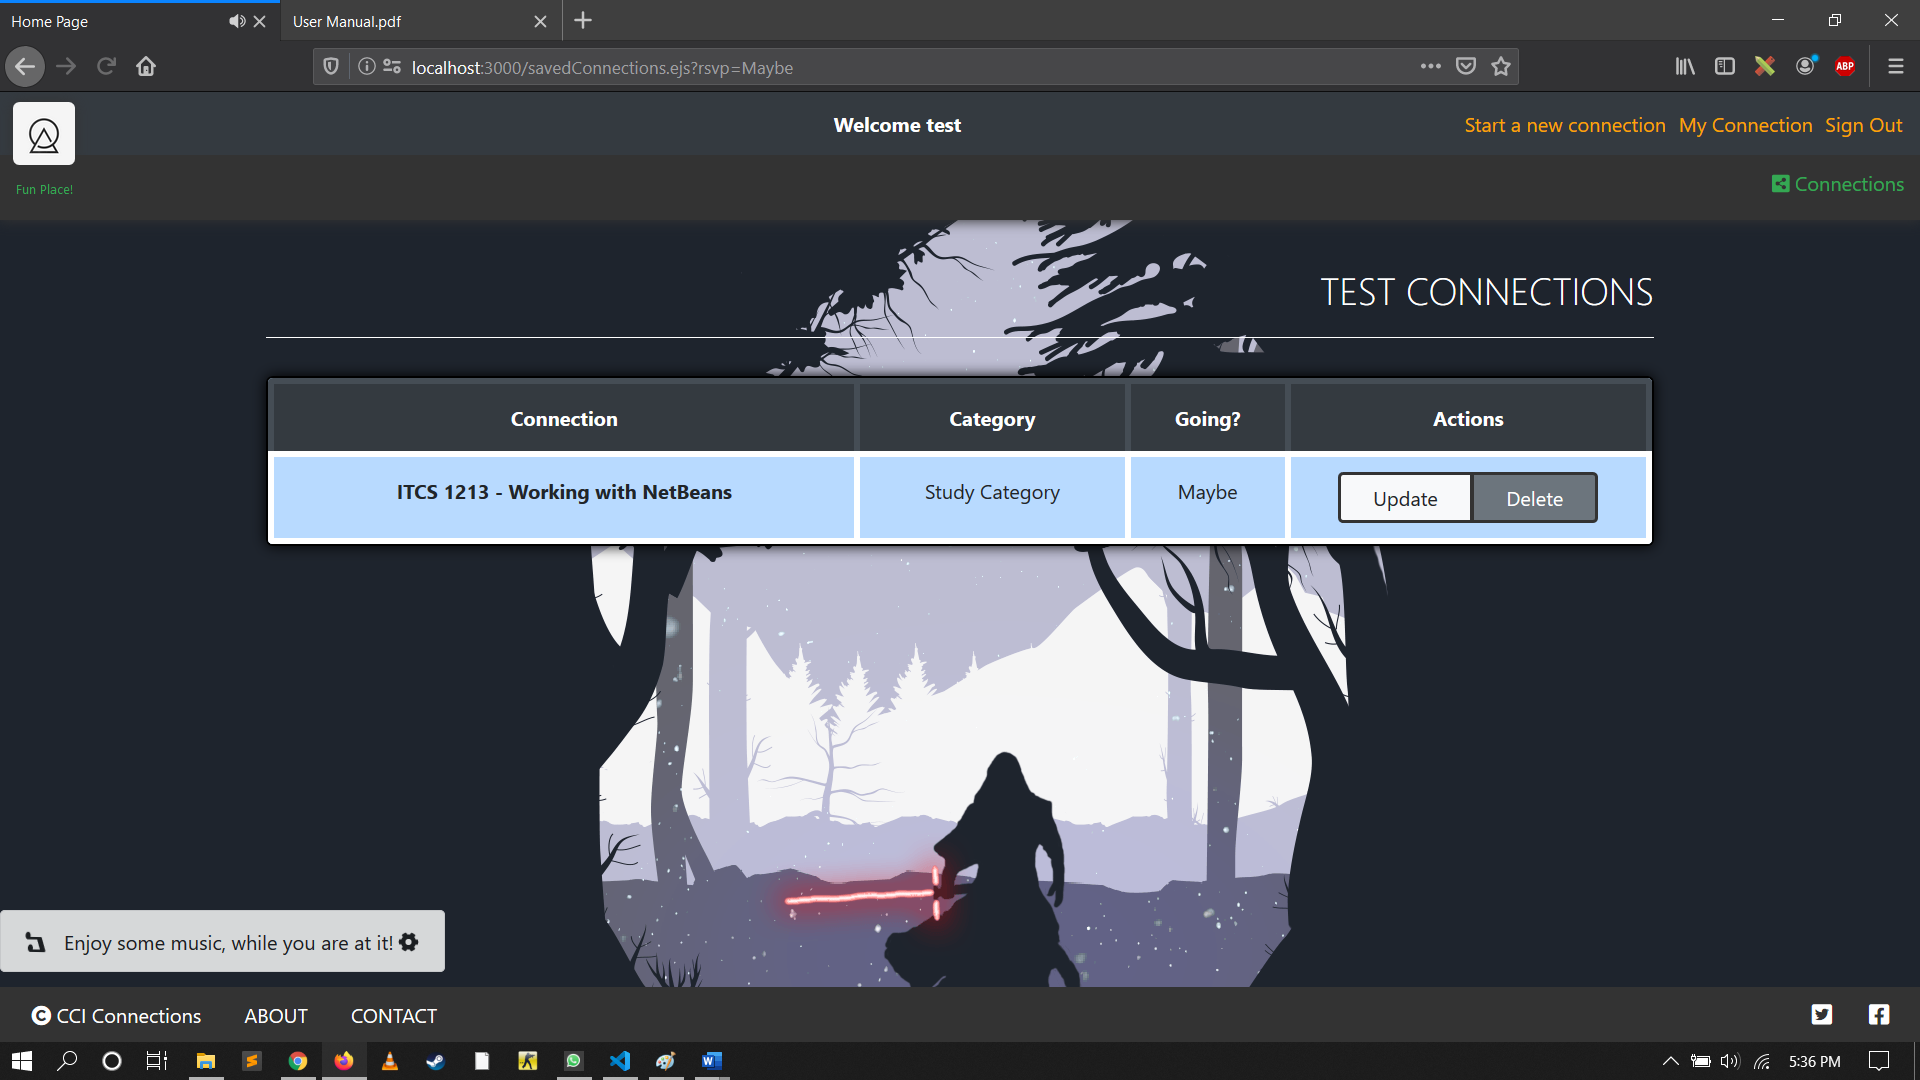 Home Page
User Manual.pdf
localhost:3000/savedConnections.ejs?rsvp=Maybe
ABP
Welcome test
Start a new connection My Connection Sign Out
Fun Place!
Connections
TEST CONNECTIONS
Connection Category Going? Actions
ITCS 1213 - Working with NetBeans Study Category Maybe Update Delete
Enjoy some music, while you are at it!
CCI Connections ABOUT CONTACT
5:36 PM